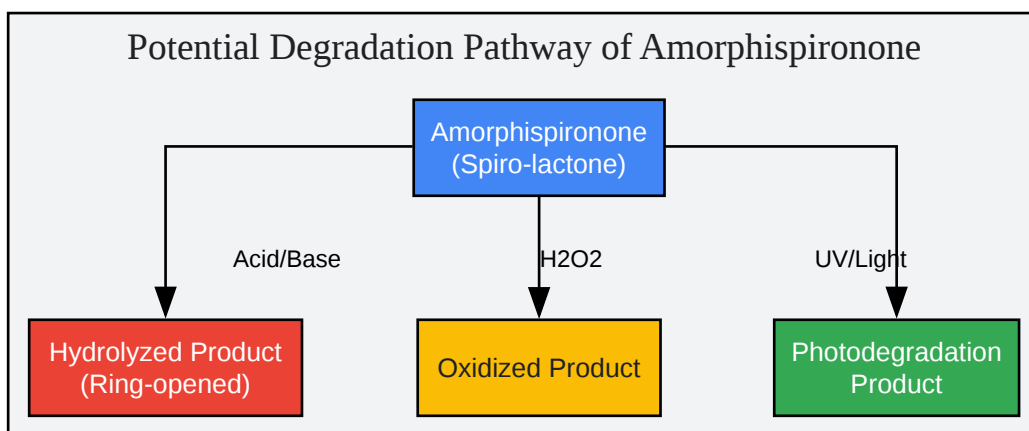 Potential Degradation Pathway of Amorphispironone
Amorphispironone
(Spiro-lactone)
Acid/Base
H2O2
UV/Light
Hydrolyzed Product
(Ring-opened)
Oxidized Product
Photodegradation
Product